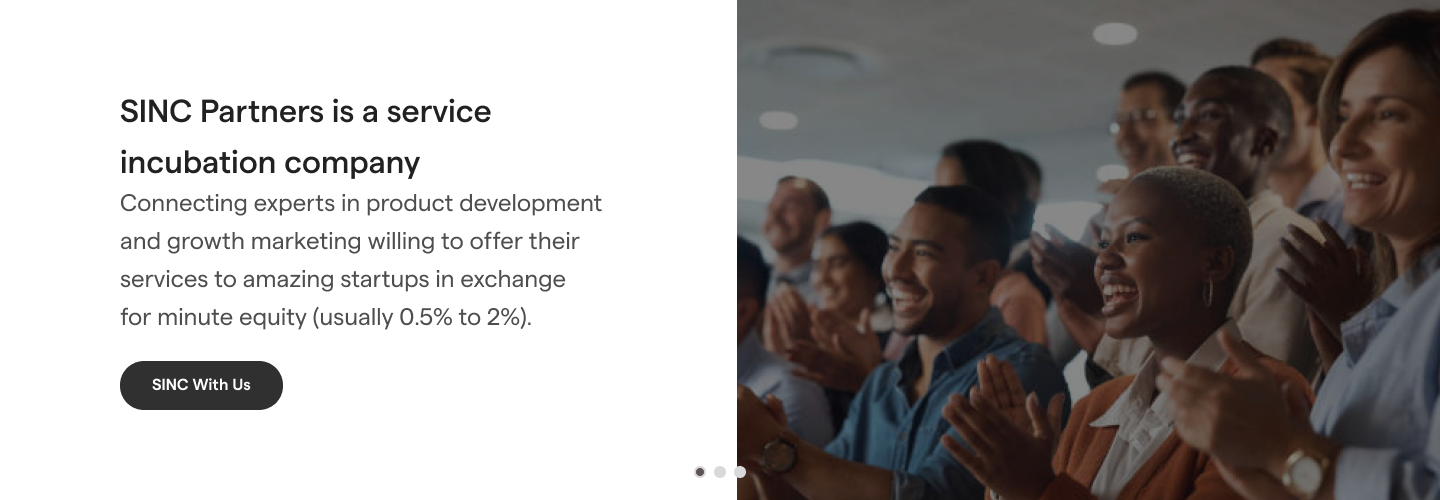 SINC Partners is a service
incubation company
Connecting experts in product development
and growth marketing willing to offer their
services to amazing startups in exchange
for minute equity (usually 0.5% to 2%).
SINC With Us